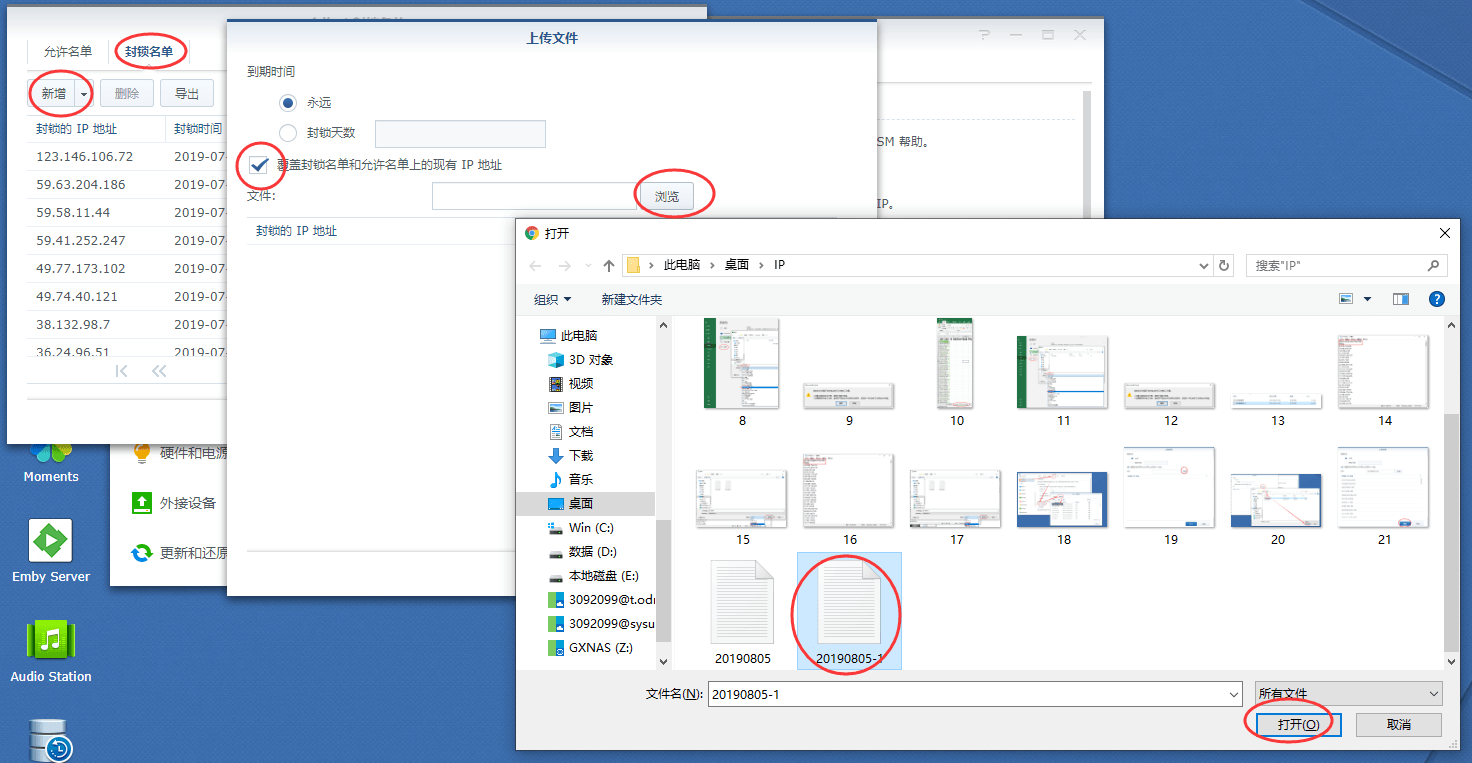 允许名单
封锁名单
新增
删除
导出
封锁的 IP 地址
封锁时间
123.146.106.72
2019-07
59.63.204.186
2019-07
59.58.11.44
2019-07
59.41.252.247
2019-07
49.77.173.102
2019-07
49.74.40.121
2019-07
38.132.98.7
2019-07
36.24.96.51
2019-07
上传文件
到期时间
永远
封锁天数
覆盖封锁名单和允许名单上的现有 IP 地址
文件:
浏览
封锁的 IP 地址
SM 帮助。
IP。
Moments
Emby Server
Audio Station
硬件和电源
外接设备
更新和还原
打开
此电脑
桌面
IP
搜索"IP"
组织
新建文件夹
此电脑
3D 对象
视频
图片
文档
下载
音乐
桌面
Win (C:)
数据 (D:)
本地磁盘 (E:)
3092099@t.odr
3092099@sysu
GXNAS (Z:)
8
9
10
11
12
13
14
15
16
17
18
19
20
21
20190805
20190805-1
文件名(N):
20190805-1
所有文件
打开(O)
取消